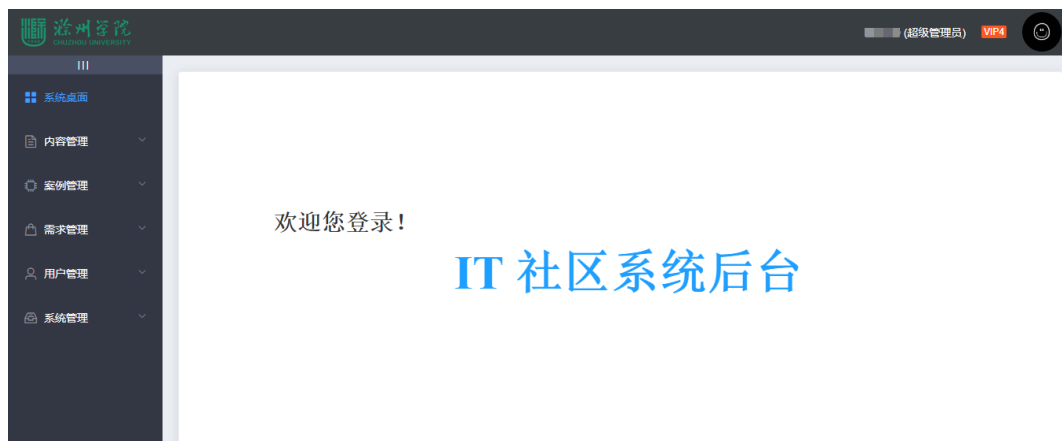 滁州学院
CHUZHOU UNIVERSITY
(超级管理员) VIP4
系统桌面
内容管理
案例管理
需求管理
用户管理
系统管理
欢迎您登录！
IT 社区系统后台